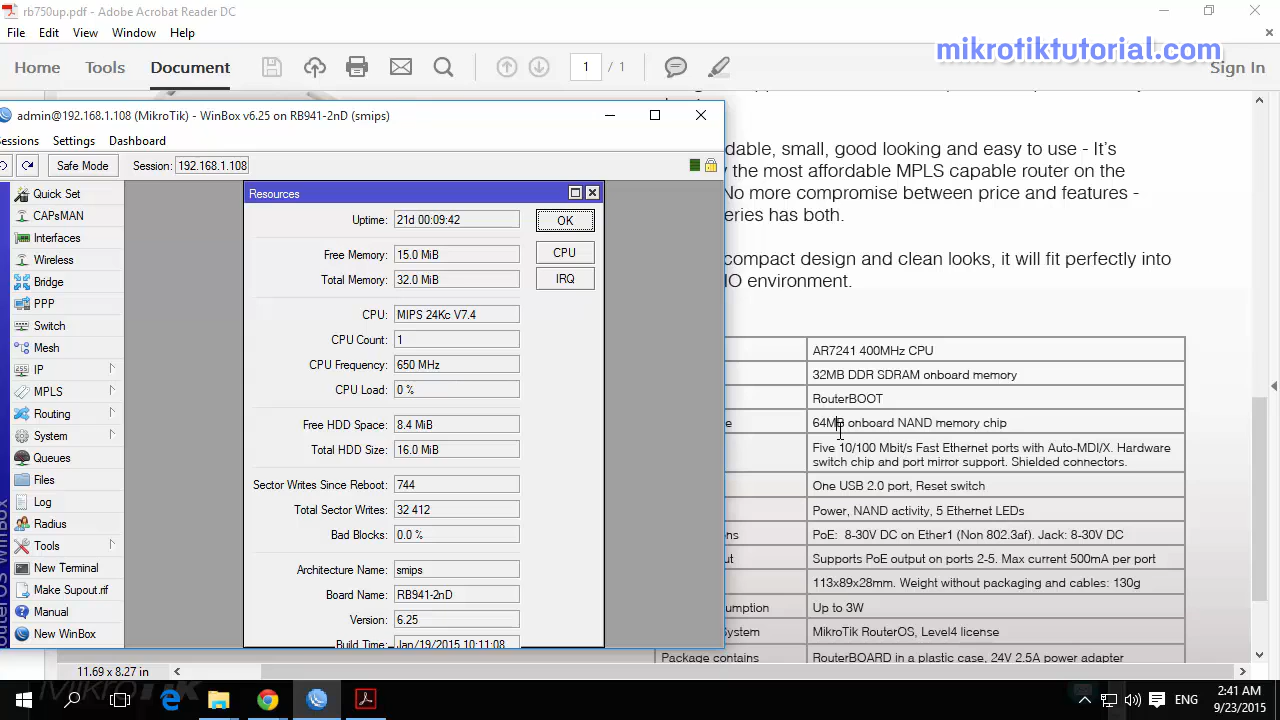 rb750up.pdf - Adobe Acrobat Reader DC
File Edit View Window Help
mikrotiktutorial.com
Home Tools Document 1 / 1 Sign In
admin@192.168.1.108 (MikroTik) - WinBox v6.25 on RB941-2nD (smips)
Settings Dashboard
Safe Mode Session: 192.168.1.108
Quick Set
CAPsMAN
Interfaces
Wireless
Bridge
PPP
Switch
Mesh
IP
MPLS
Routing
System
Queues
Files
Log
Radius
Tools
New Terminal
Make Supout.rif
Manual
New WinBox
Resources
Uptime: 21d 00:09:42
OK
Free Memory: 15.0 MiB
CPU
Total Memory: 32.0 MiB
IRQ
CPU: MIPS 24Kc V7.4
CPU Count: 1
CPU Frequency: 650 MHz
CPU Load: 0 %
Free HDD Space: 8.4 MiB
Total HDD Size: 16.0 MiB
Sector Writes Since Reboot: 744
Total Sector Writes: 32 412
Bad Blocks: 0.0 %
Architecture Name: smips
Board Name: RB941-2nD
Version: 6.25
Build Time: Jan/19/2015 10:11:08
dable, small, good looking and easy to use - It's
the most affordable MPLS capable router on the
No more compromise between price and features -
eries has both.
compact design and clean looks, it will fit perfectly into
IO environment.
AR7241 400MHz CPU
32MB DDR SDRAM onboard memory
RouterBOOT
64MB onboard NAND memory chip
Five 10/100 Mbit/s Fast Ethernet ports with Auto-MDI/X. Hardware
switch chip and port mirror support. Shielded connectors.
One USB 2.0 port, Reset switch
Power, NAND activity, 5 Ethernet LEDs
PoE: 8-30V DC on Ether1 (Non 802.3af). Jack: 8-30V DC
Supports PoE output on ports 2-5. Max current 500mA per port
113x89x28mm. Weight without packaging and cables: 130g
umption Up to 3W
ystem MikroTik RouterOS, Level4 license
Package contains RouterBOARD in a plastic case, 24V 2.5A power adapter
11.69 x 8.27 in
ENG
2:41 AM
9/23/2015